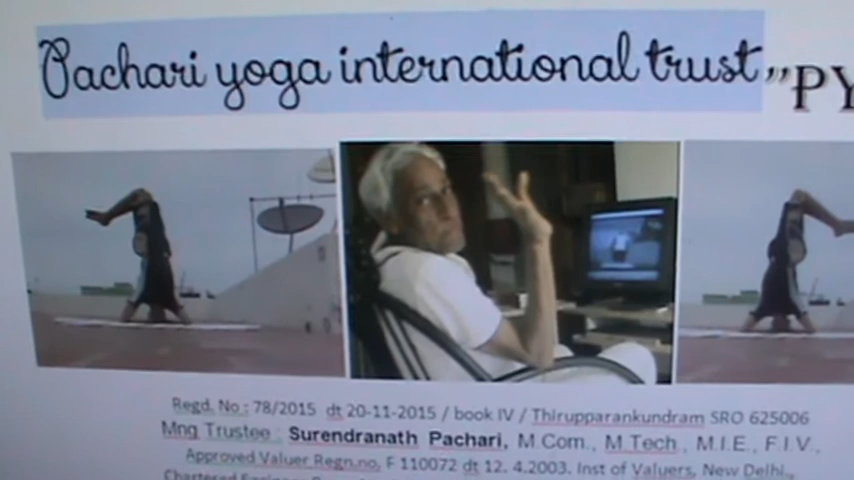 Pachari yoga international trust” PY
Regd. No : 78/2015 dt 20-11-2015 / book IV / Thirupparankundram SRO 625006
Mng Trustee : Surendranath Pachari, M.Com., M.Tech., M.I.E., F.I.V.,
Approved Valuer Regn.no, F 110072 dt 12. 4.2003. Inst of Valuers, New Delhi.,